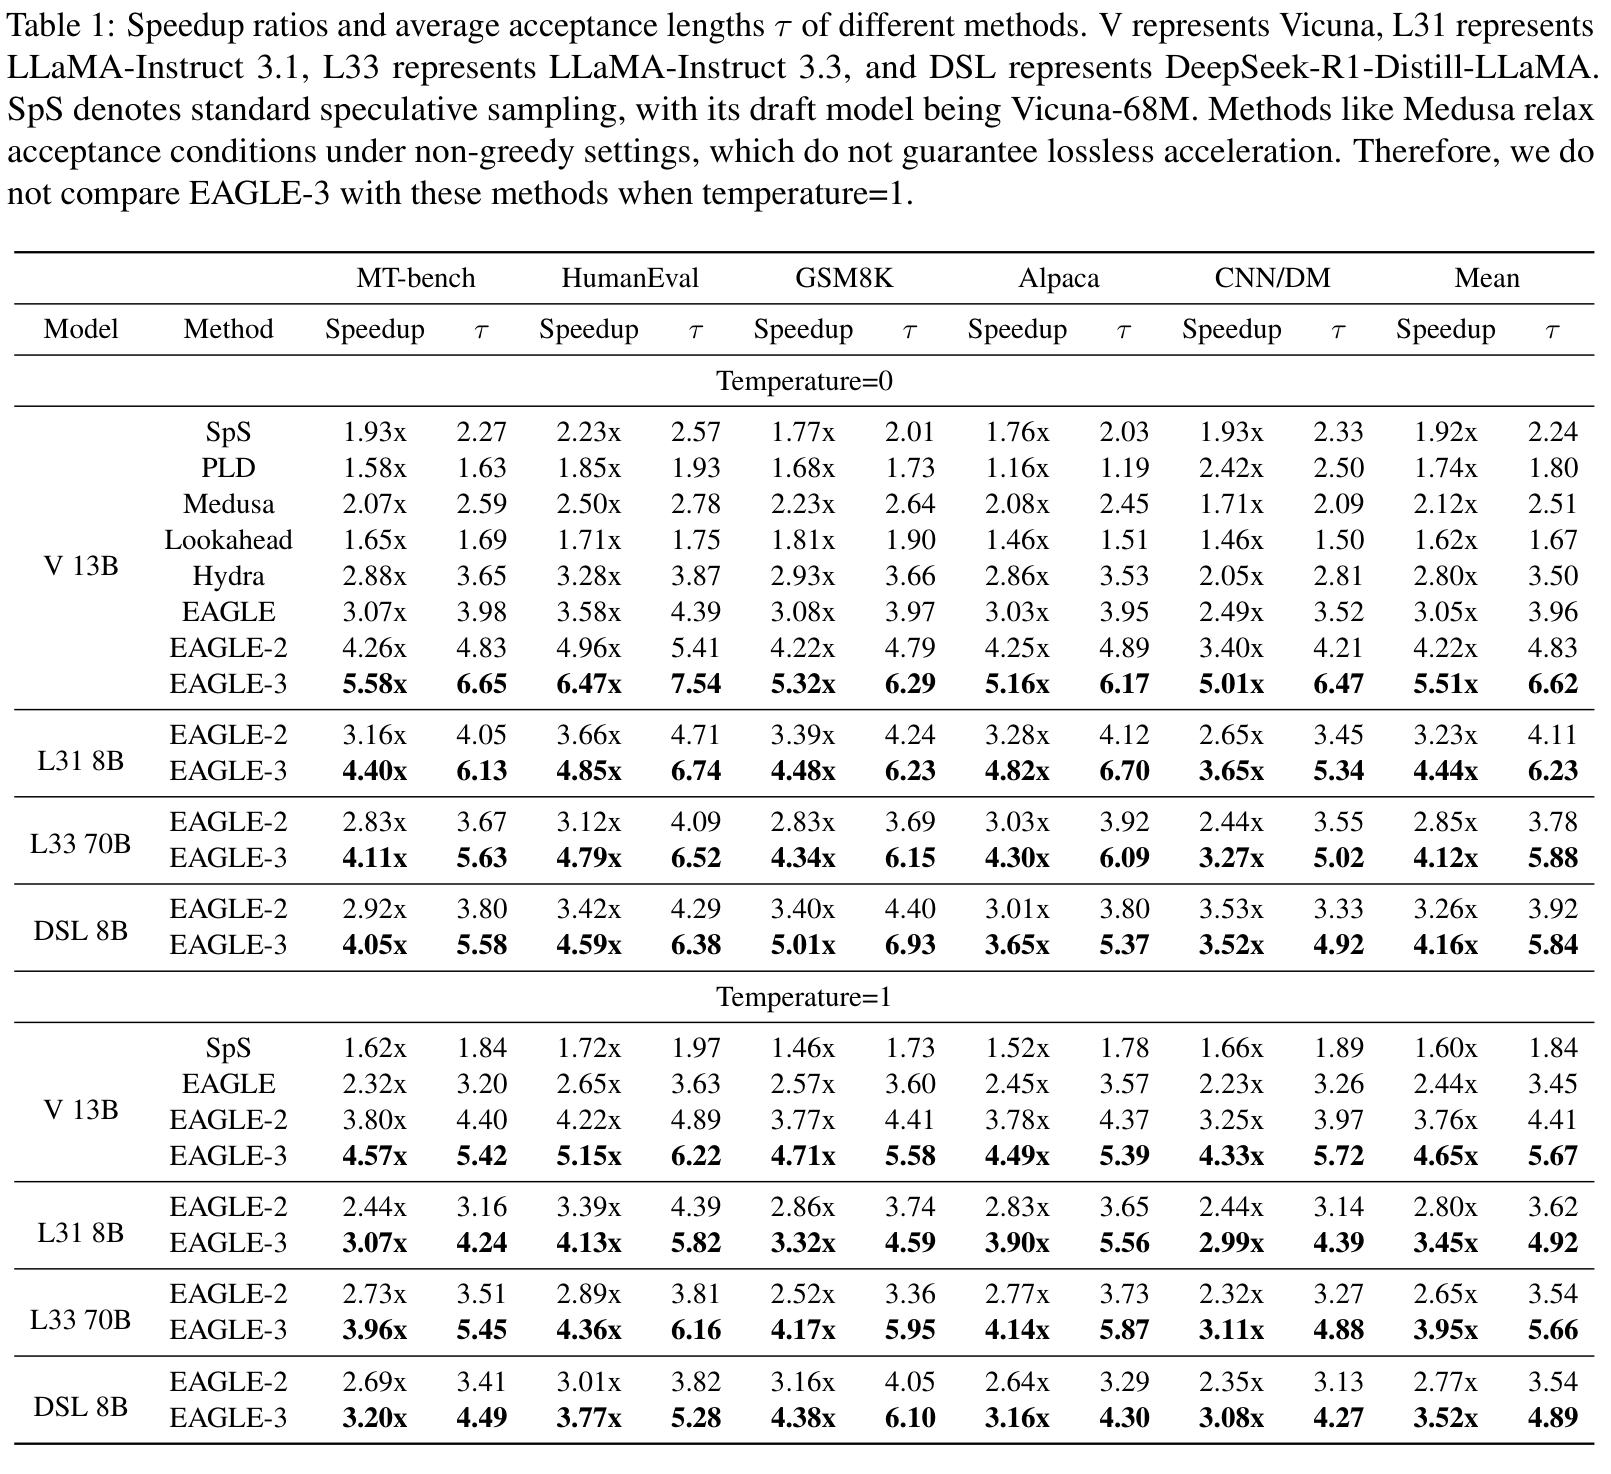 Table 1: Speedup ratios and average acceptance lengths τ of different methods. V represents Vicuna, L31 represents
LLaMA-Instruct 3.1, L33 represents LLaMA-Instruct 3.3, and DSL represents DeepSeek-R1-Distill-LLaMA.
SpS denotes standard speculative sampling, with its draft model being Vicuna-68M. Methods like Medusa relax
acceptance conditions under non-greedy settings, which do not guarantee lossless acceleration. Therefore, we do
not compare EAGLE-3 with these methods when temperature=1.
MT-bench HumanEval GSM8K Alpaca CNN/DM Mean
Model Method Speedup τ Speedup τ Speedup τ Speedup τ Speedup τ Speedup τ
Temperature=0
SpS 1.93x 2.27 2.23x 2.57 1.77x 2.01 1.76x 2.03 1.93x 2.33 1.92x 2.24
PLD 1.58x 1.63 1.85x 1.93 1.68x 1.73 1.16x 1.19 2.42x 2.50 1.74x 1.80
Medusa 2.07x 2.59 2.50x 2.78 2.23x 2.64 2.08x 2.45 1.71x 2.09 2.12x 2.51
Lookahead 1.65x 1.69 1.71x 1.75 1.81x 1.90 1.46x 1.51 1.46x 1.50 1.62x 1.67
V 13B
Hydra 2.88x 3.65 3.28x 3.87 2.93x 3.66 2.86x 3.53 2.05x 2.81 2.80x 3.50
EAGLE 3.07x 3.98 3.58x 4.39 3.08x 3.97 3.03x 3.95 2.49x 3.52 3.05x 3.96
EAGLE-2 4.26x 4.83 4.96x 5.41 4.22x 4.79 4.25x 4.89 3.40x 4.21 4.22x 4.83
EAGLE-3 5.58x 6.65 6.47x 7.54 5.32x 6.29 5.16x 6.17 5.01x 6.47 5.51x 6.62
EAGLE-2 3.16x 4.05 3.66x 4.71 3.39x 4.24 3.28x 4.12 2.65x 3.45 3.23x 4.11
L31 8B
EAGLE-3 4.40x 6.13 4.85x 6.74 4.48x 6.23 4.82x 6.70 3.65x 5.34 4.44x 6.23
EAGLE-2 2.83x 3.67 3.12x 4.09 2.83x 3.69 3.03x 3.92 2.44x 3.55 2.85x 3.78
L33 70B
EAGLE-3 4.11x 5.63 4.79x 6.52 4.34x 6.15 4.30x 6.09 3.27x 5.02 4.12x 5.88
EAGLE-2 2.92x 3.80 3.42x 4.29 3.40x 4.40 3.01x 3.80 3.53x 3.33 3.26x 3.92
DSL 8B
EAGLE-3 4.05x 5.58 4.59x 6.38 5.01x 6.93 3.65x 5.37 3.52x 4.92 4.16x 5.84
Temperature=1
SpS 1.62x 1.84 1.72x 1.97 1.46x 1.73 1.52x 1.78 1.66x 1.89 1.60x 1.84
EAGLE 2.32x 3.20 2.65x 3.63 2.57x 3.60 2.45x 3.57 2.23x 3.26 2.44x 3.45
V 13B
EAGLE-2 3.80x 4.40 4.22x 4.89 3.77x 4.41 3.78x 4.37 3.25x 3.97 3.76x 4.41
EAGLE-3 4.57x 5.42 5.15x 6.22 4.71x 5.58 4.49x 5.39 4.33x 5.72 4.65x 5.67
EAGLE-2 2.44x 3.16 3.39x 4.39 2.86x 3.74 2.83x 3.65 2.44x 3.14 2.80x 3.62
L31 8B
EAGLE-3 3.07x 4.24 4.13x 5.82 3.32x 4.59 3.90x 5.56 2.99x 4.39 3.45x 4.92
EAGLE-2 2.73x 3.51 2.89x 3.81 2.52x 3.36 2.77x 3.73 2.32x 3.27 2.65x 3.54
L33 70B
EAGLE-3 3.96x 5.45 4.36x 6.16 4.17x 5.95 4.14x 5.87 3.11x 4.88 3.95x 5.66
EAGLE-2 2.69x 3.41 3.01x 3.82 3.16x 4.05 2.64x 3.29 2.35x 3.13 2.77x 3.54
DSL 8B
EAGLE-3 3.20x 4.49 3.77x 5.28 4.38x 6.10 3.16x 4.30 3.08x 4.27 3.52x 4.89